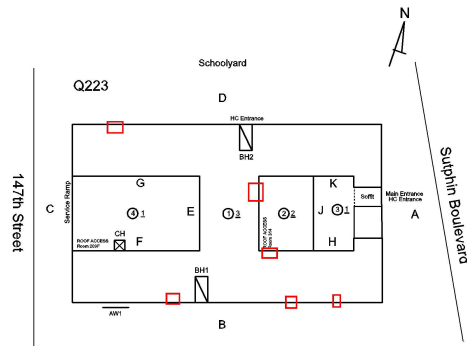 N
Schoolyard
Q223
D
HC Entrance
BH2
147th Street
C
Service Ramp
G
4 1
E
CH
F
ROOF ACCESS
Room 209F
1 3
2 2
ROOF ACCESS
Room 314
K
J
3 1
H
Soffit
Main Entrance
HC Entrance
A
Sutphin Boulevard
BH1
AW1
B